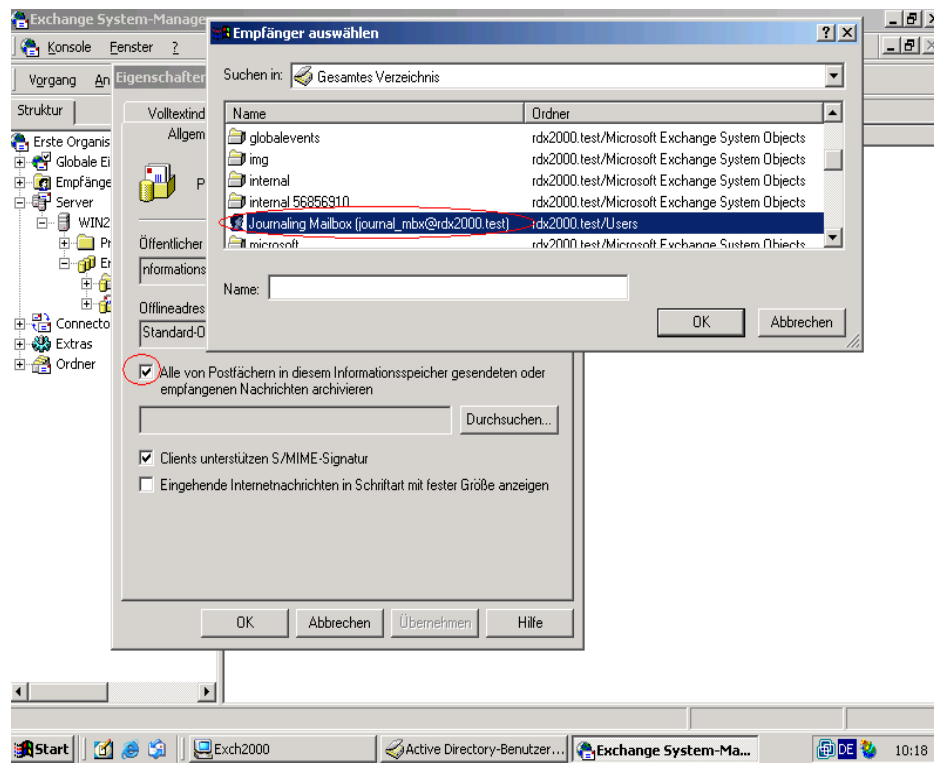 Exchange System-Manage
Konsole Fenster ?
Vorgang An
Struktur
Erste Organis
Globale Ei
Empfänge
Server
WIN2
Pr
Er
Connecto
Extras
Ordner
Eigenschafter
Volltextind
Allgem
P
Öffentlicher
nformations
Offlineadres
Standard-O
Alle von Postfächern in diesem Informationsspeicher gesendeten oder
empfangenen Nachrichten archivieren
Durchsuchen...
Clients unterstützen S/MIME-Signatur
Eingehende Internetnachrichten in Schriftart mit fester Größe anzeigen
OK Abbrechen Übernehmen Hilfe
Empfänger auswählen
Suchen in: Gesamtes Verzeichnis
Name Ordner
globalevents rdx2000.test/Microsoft Exchange System Objects
img rdx2000.test/Microsoft Exchange System Objects
internal rdx2000.test/Microsoft Exchange System Objects
internal 56856910 rdx2000.test/Microsoft Exchange System Objects
Journaling Mailbox (journal_mbx@rdx2000.test) rdx2000.test/Users
microsoft rdx2000.test/Microsoft Exchange System Objects
Name:
OK Abbrechen
Start Exch2000 Active Directory-Benutzer... Exchange System-Ma... DE 10:18